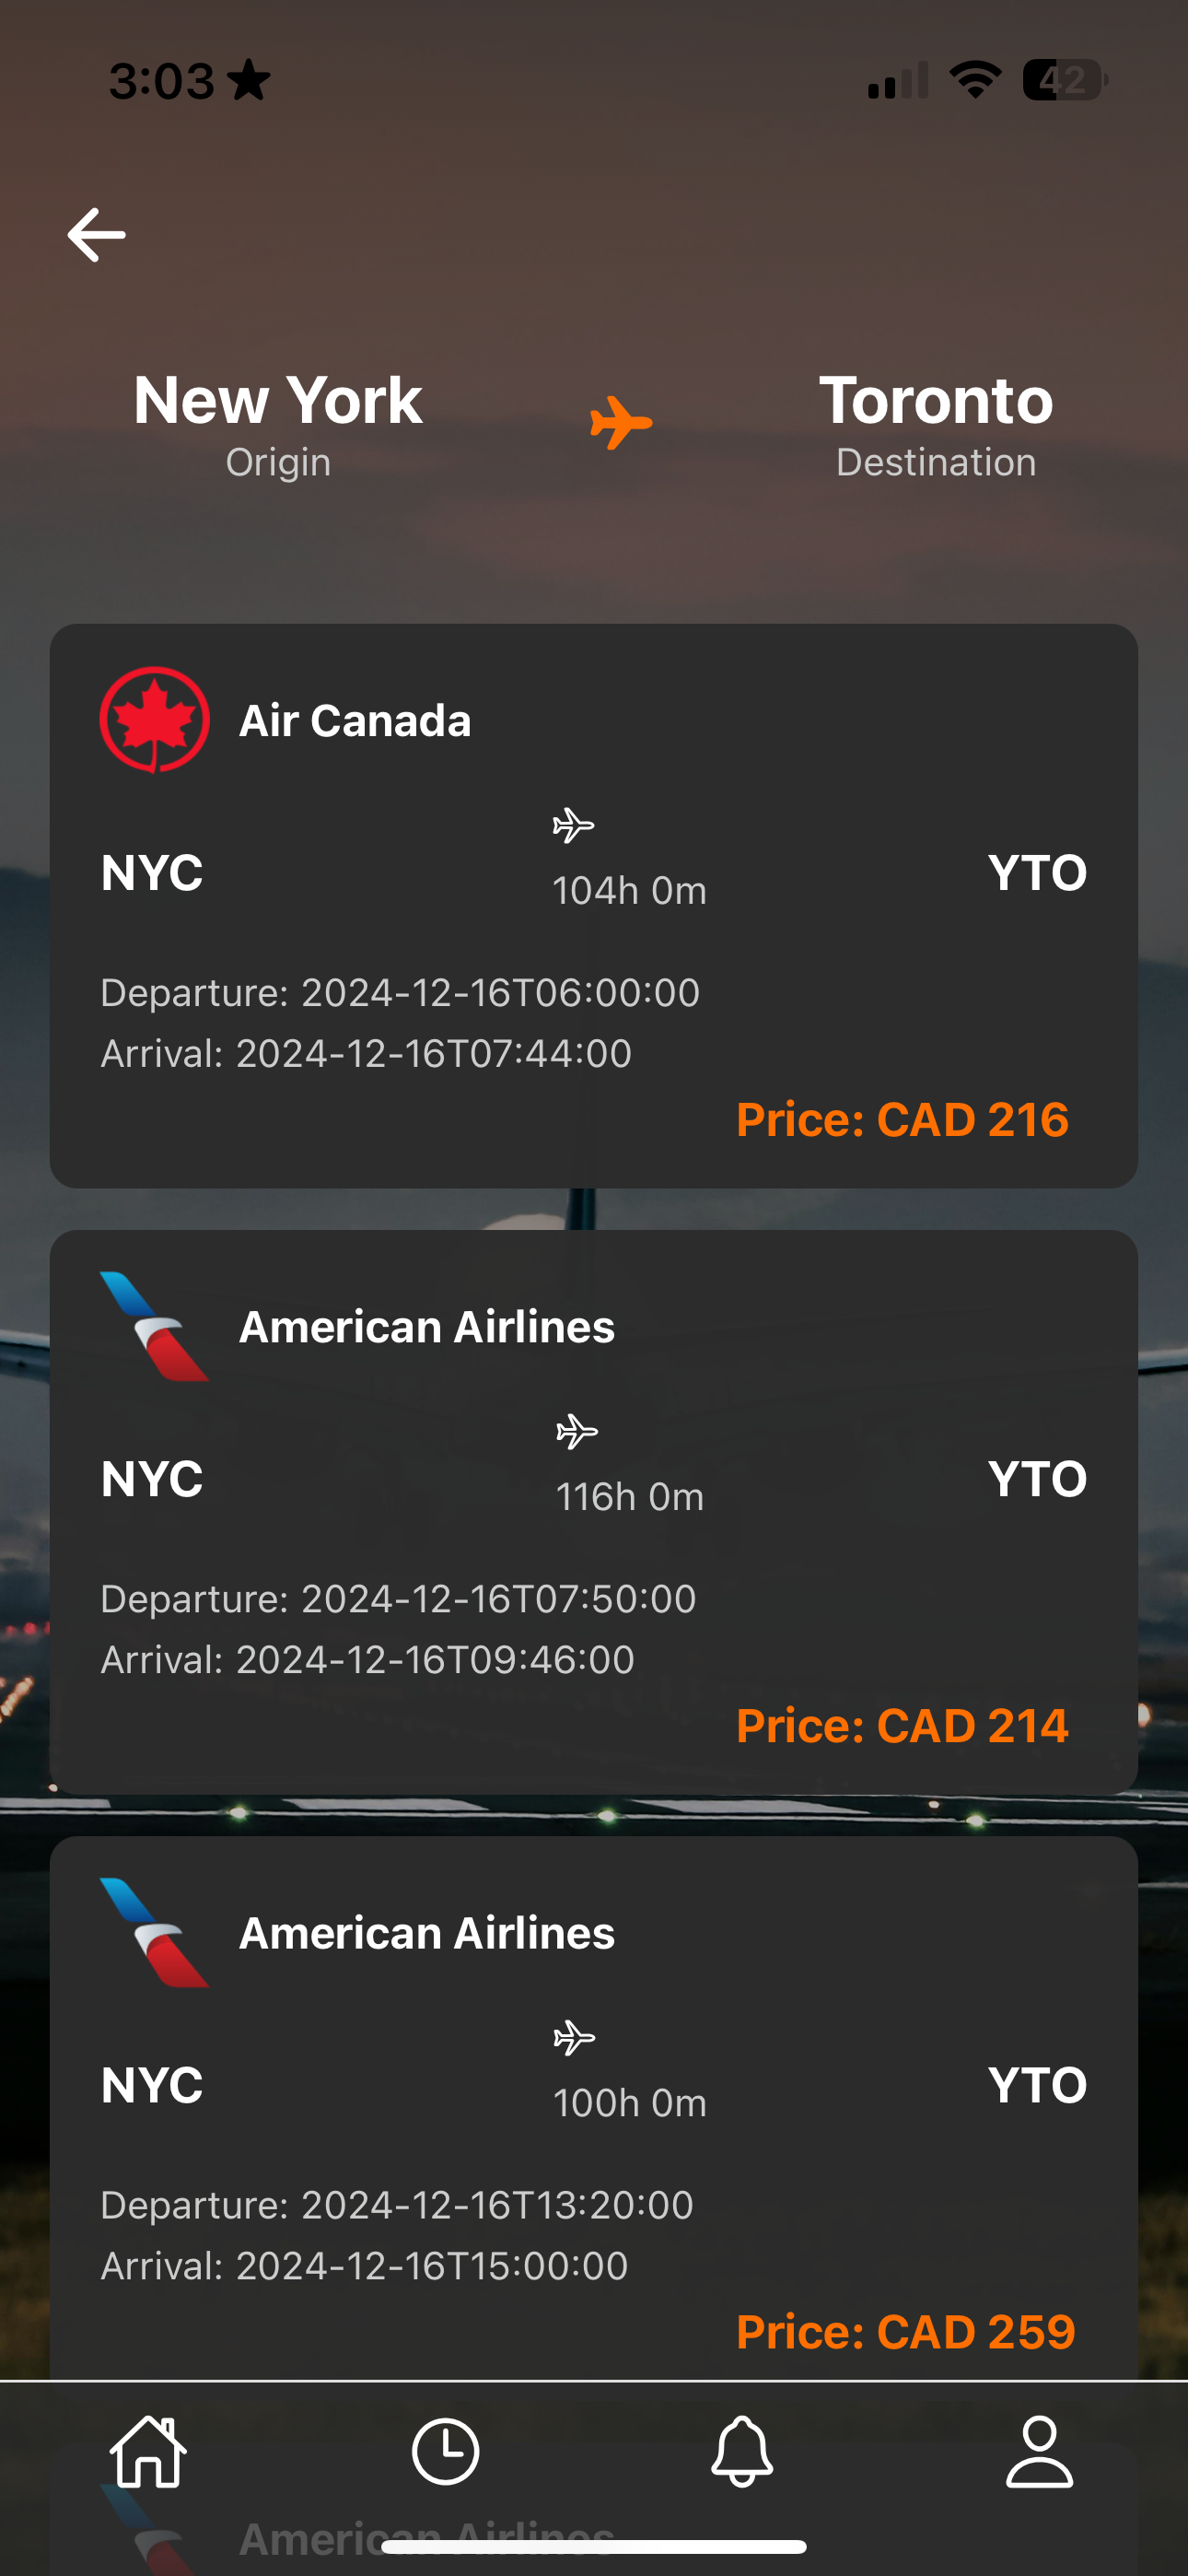 3:03
42
New York
Toronto
Origin
Destination
Air Canada
NYC
104h 0m
YTO
Departure: 2024-12-16T06:00:00
Arrival: 2024-12-16T07:44:00
Price: CAD 216
American Airlines
NYC
116h 0m
YTO
Departure: 2024-12-16T07:50:00
Arrival: 2024-12-16T09:46:00
Price: CAD 214
American Airlines
NYC
100h 0m
YTO
Departure: 2024-12-16T13:20:00
Arrival: 2024-12-16T15:00:00
Price: CAD 259
American Airlines